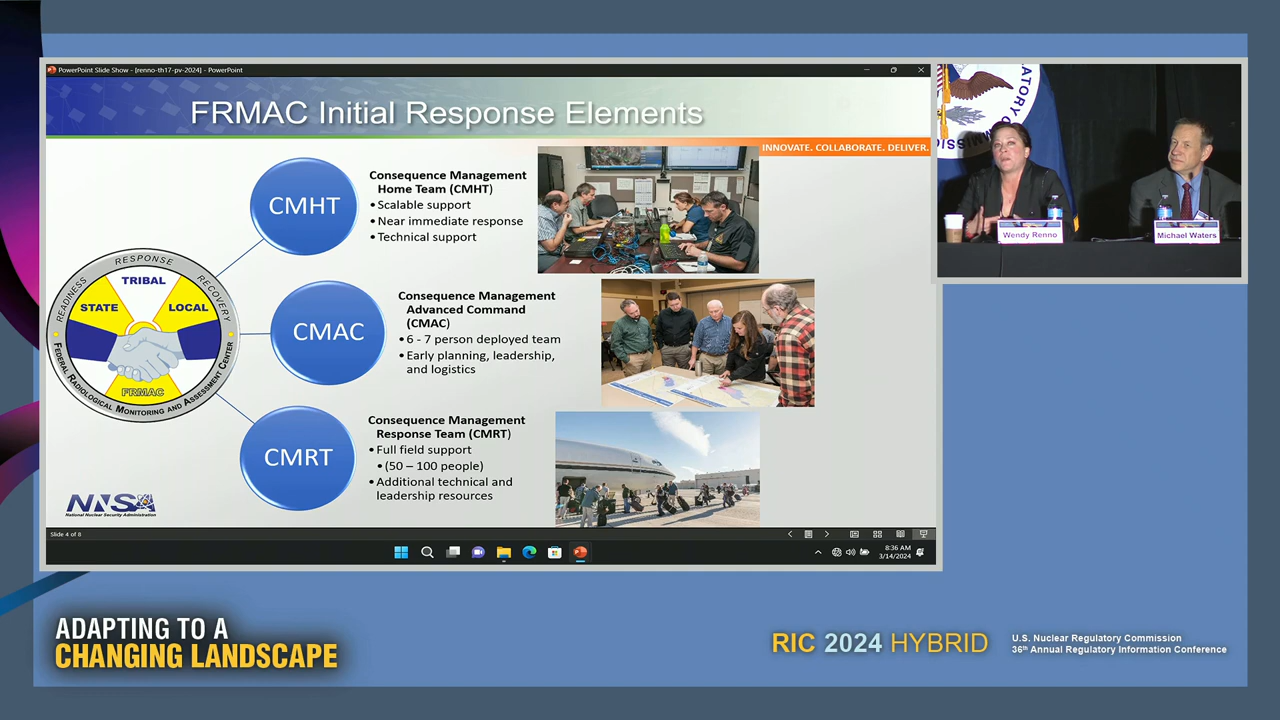 PowerPoint Slide Show - [renno-th17-pv-2024] - PowerPoint
FRMAC Initial Response Elements
INNOVATE. COLLABORATE. DELIVER.
READINESS RESPONSE RECOVERY
TRIBAL
STATE
LOCAL
FRMAC
FEDERAL RADIOLOGICAL MONITORING AND ASSESSMENT CENTER
CMHT
Consequence Management
Home Team (CMHT)
• Scalable support
• Near immediate response
• Technical support
CMAC
Consequence Management
Advanced Command
(CMAC)
• 6 - 7 person deployed team
• Early planning, leadership,
and logistics
CMRT
Consequence Management
Response Team (CMRT)
• Full field support
• (50 – 100 people)
• Additional technical and
leadership resources
NNSA
National Nuclear Security Administration
Slide 4 of 8
8:36 AM
3/14/2024
ATORY COMMISSION
Wendy Renno
Michael Waters
ADAPTING TO A
CHANGING LANDSCAPE
RIC 2024 HYBRID
U.S. Nuclear Regulatory Commission
36th Annual Regulatory Information Conference